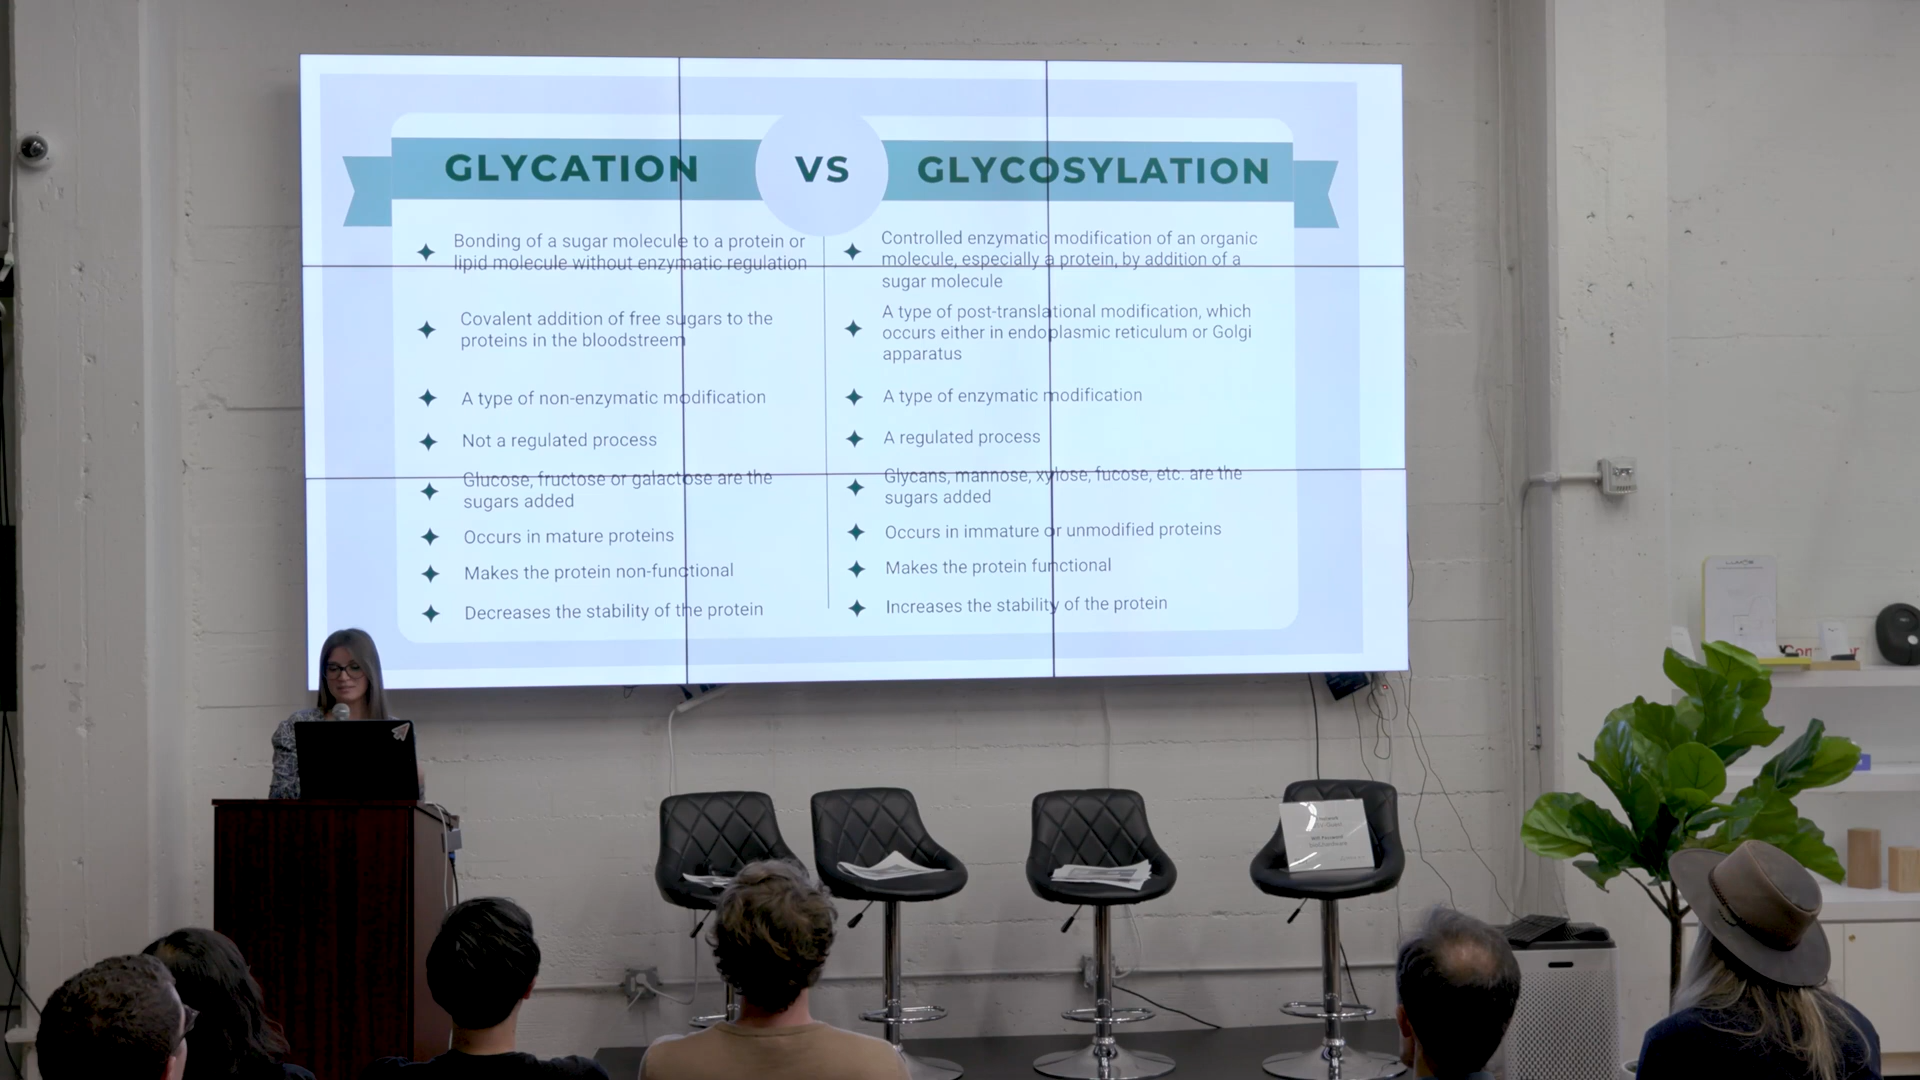 GLYCATION
VS
GLYCOSYLATION
Bonding of a sugar molecule to a protein or
lipid molecule without enzymatic regulation
Covalent addition of free sugars to the
proteins in the bloodstreem
A type of non-enzymatic modification
Not a regulated process
Glucose, fructose or galactose are the
sugars added
Occurs in mature proteins
Makes the protein non-functional
Decreases the stability of the protein
Controlled enzymatic modification of an organic
molecule, especially a protein, by addition of a
sugar molecule
A type of post-translational modification, which
occurs either in endoplasmic reticulum or Golgi
apparatus
A type of enzymatic modification
A regulated process
Glycans, mannose, xylose, fucose, etc. are the
sugars added
Occurs in immature or unmodified proteins
Makes the protein functional
Increases the stability of the protein